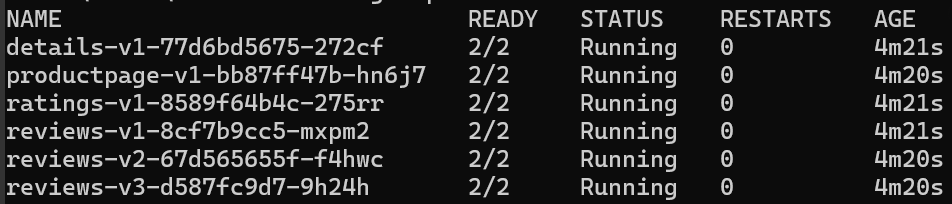 NAME READY STATUS RESTARTS AGE
details-v1-77d6bd5675-272cf 2/2 Running 0 4m21s
productpage-v1-bb87ff47b-hn6j7 2/2 Running 0 4m20s
ratings-v1-8589f64b4c-275rr 2/2 Running 0 4m21s
reviews-v1-8cf7b9cc5-mxpm2 2/2 Running 0 4m21s
reviews-v2-67d565655f-f4hwc 2/2 Running 0 4m20s
reviews-v3-d587fc9d7-9h24h 2/2 Running 0 4m20s